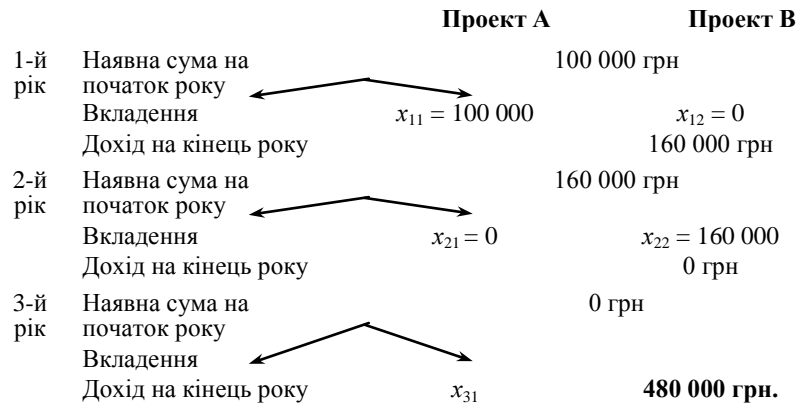 Проект А Проект В
1-й Наявна сума на 100 000 грн
рік початок року
Вкладення x11 = 100 000 x12 = 0
Дохід на кінець року 160 000 грн
2-й Наявна сума на 160 000 грн
рік початок року
Вкладення x21 = 0 x22 = 160 000
Дохід на кінець року 0 грн
3-й Наявна сума на 0 грн
рік початок року
Вкладення
Дохід на кінець року x31 480 000 грн.